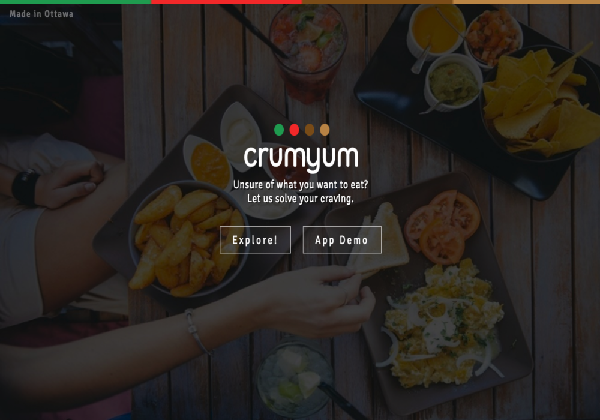 Made in Ottawa
crumyum
Unsure of what you want to eat?
Let us solve your craving.
Explore!
App Demo